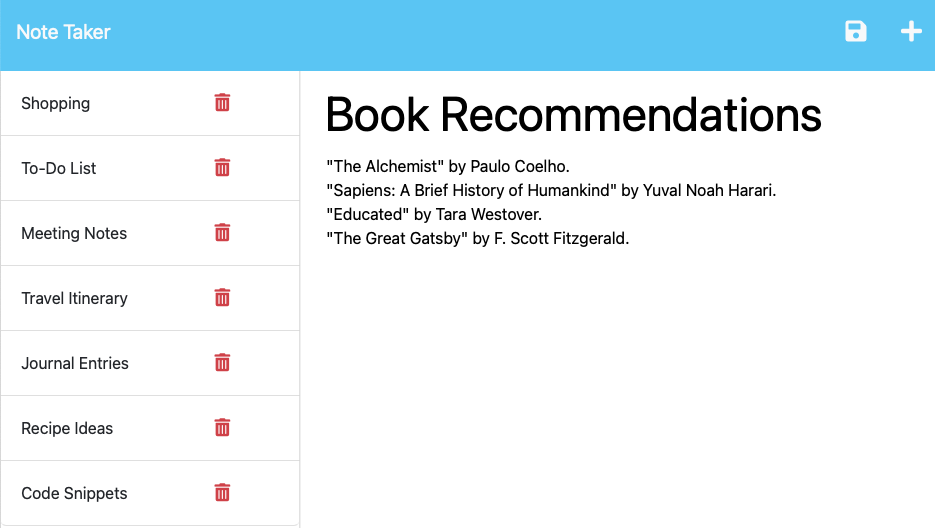 Note Taker
Shopping
To-Do List
Meeting Notes
Travel Itinerary
Journal Entries
Recipe Ideas
Code Snippets
Book Recommendations
"The Alchemist" by Paulo Coelho.
"Sapiens: A Brief History of Humankind" by Yuval Noah Harari.
"Educated" by Tara Westover.
"The Great Gatsby" by F. Scott Fitzgerald.